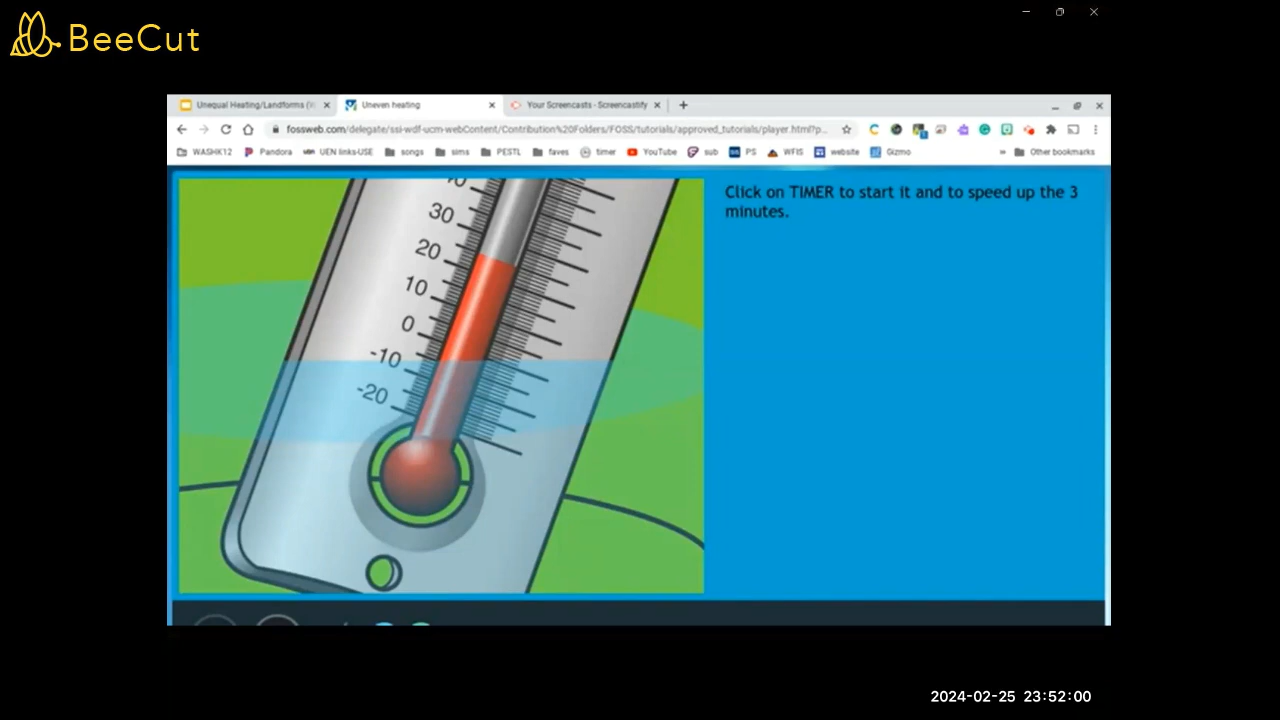 BeeCut
Unequal Heating/Landforms (W
Uneven heating
Your Screencasts - Screencastify
fossweb.com/delegate/ssi-wdf-ucm-webContent/Contribution%20Folders/FOSS/tutorials/approved_tutorials/player.html?p...
WASHK12 Pandora UEN links-USE songs sims PESTL faves timer YouTube sub PS WFIS website Gizmo » Other bookmarks
Click on TIMER to start it and to speed up the 3
minutes.
30
20
10
0
-10
-20
2024-02-25 23:52:00